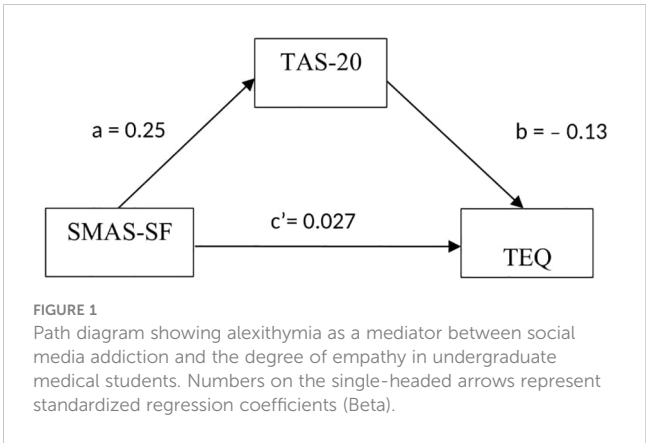 TAS-20
a = 0.25
b = – 0.13
c’= 0.027
SMAS-SF
TEQ
FIGURE 1
Path diagram showing alexithymia as a mediator between social
media addiction and the degree of empathy in undergraduate
medical students. Numbers on the single-headed arrows represent
standardized regression coefficients (Beta).